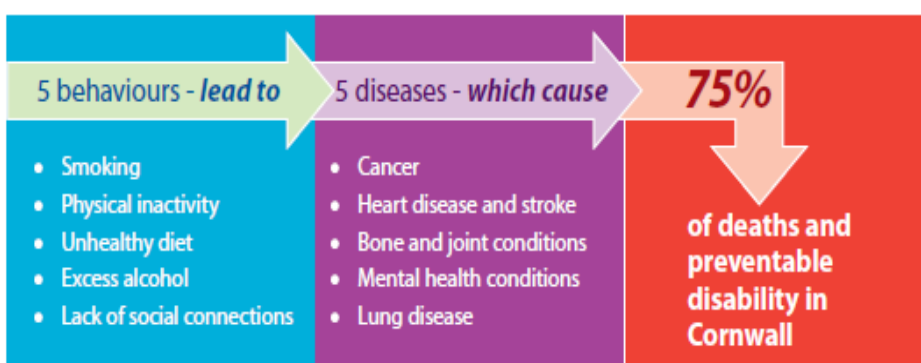 5 behaviours - lead to
• Smoking
• Physical inactivity
• Unhealthy diet
• Excess alcohol
• Lack of social connections
5 diseases - which cause
• Cancer
• Heart disease and stroke
• Bone and joint conditions
• Mental health conditions
• Lung disease
75%
of deaths and
preventable
disability in
Cornwall